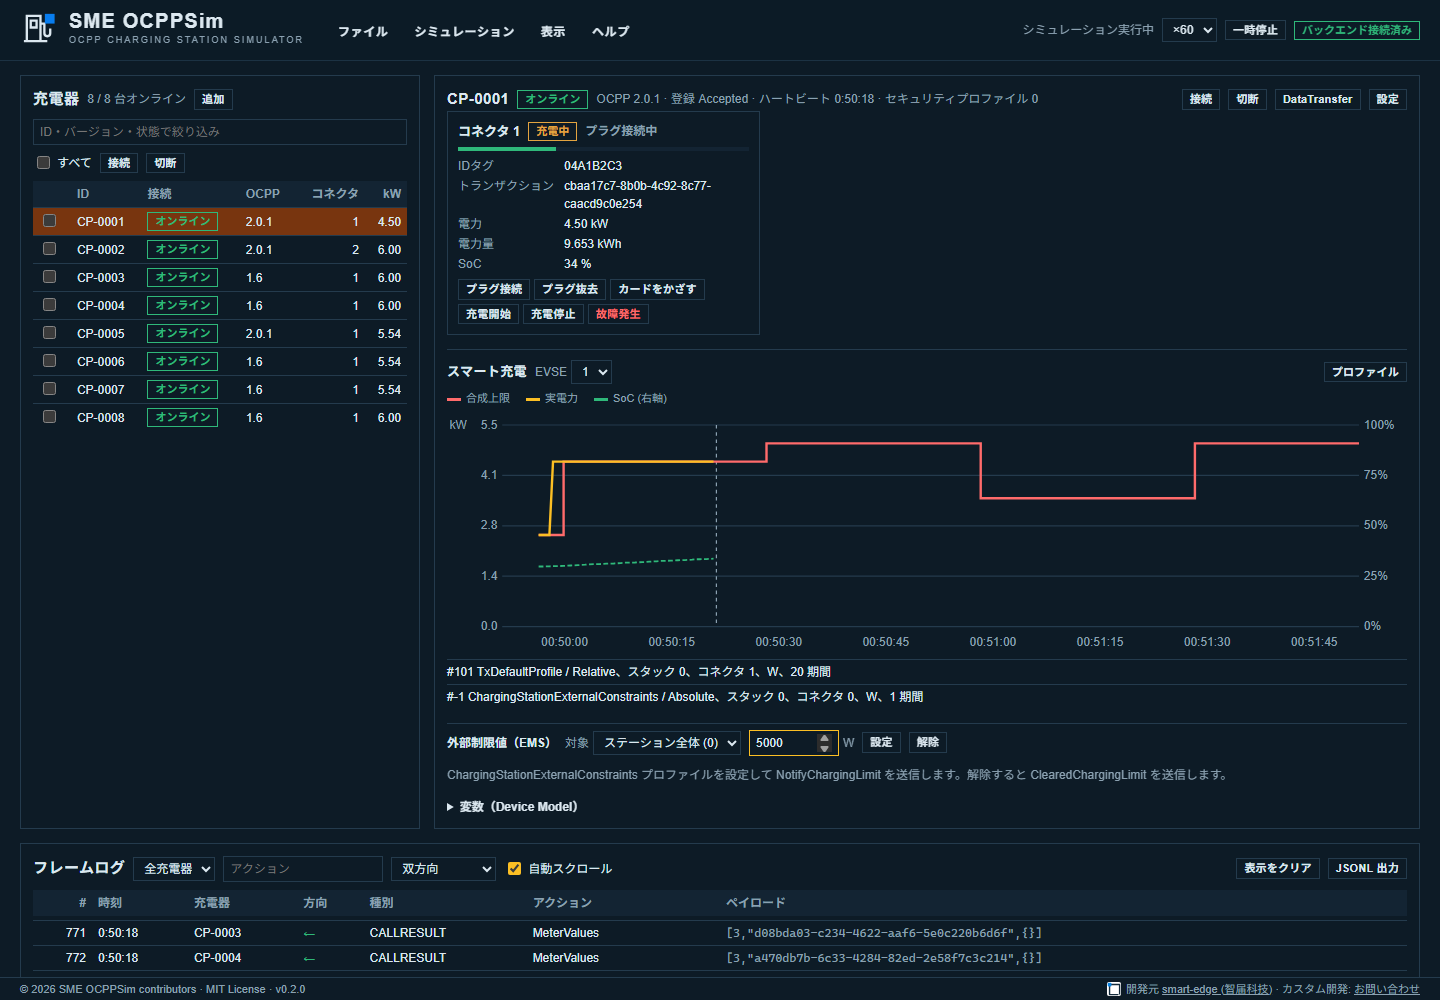 SME OCPPSim
OCPP CHARGING STATION SIMULATOR
ファイル シミュレーション 表示 ヘルプ
シミュレーション実行中 ×60 一時停止 バックエンド接続済み
充電器 8 / 8 台オンライン 追加
ID・バージョン・状態で絞り込み
すべて 接続 切断
ID 接続 OCPP コネクタ kW
CP-0001 オンライン 2.0.1 1 4.50
CP-0002 オンライン 2.0.1 2 6.00
CP-0003 オンライン 1.6 1 6.00
CP-0004 オンライン 1.6 1 6.00
CP-0005 オンライン 2.0.1 1 5.54
CP-0006 オンライン 1.6 1 5.54
CP-0007 オンライン 1.6 1 5.54
CP-0008 オンライン 1.6 1 6.00
CP-0001 オンライン OCPP 2.0.1 · 登録 Accepted · ハートビート 0:50:18 · セキュリティプロファイル 0
接続 切断 DataTransfer 設定
コネクタ 1 充電中 プラグ接続中
IDタグ 04A1B2C3
トランザクション cbaa17c7-8b0b-4c92-8c77-
caacd9c0e254
電力 4.50 kW
電力量 9.653 kWh
SoC 34 %
プラグ接続 プラグ抜去 カードをかざす
充電開始 充電停止 故障発生
スマート充電 EVSE 1 プロファイル
合成上限 実電力 SoC (右軸)
kW 5.5 100%
4.1 75%
2.8 50%
1.4 25%
0.0 0%
00:50:00 00:50:15 00:50:30 00:50:45 00:51:00 00:51:15 00:51:30 00:51:45
#101 TxDefaultProfile / Relative、スタック 0、コネクタ 1、W、20 期間
#-1 ChargingStationExternalConstraints / Absolute、スタック 0、コネクタ 0、W、1 期間
外部制限値（EMS） 対象 ステーション全体 (0) 5000 W 設定 解除
ChargingStationExternalConstraints プロファイルを設定して NotifyChargingLimit を送信します。解除すると ClearedChargingLimit を送信します。
変数（Device Model）
フレームログ 全充電器 アクション 双方向 自動スクロール 表示をクリア JSONL 出力
# 時刻 充電器 方向 種別 アクション ペイロード
771 0:50:18 CP-0003 ← CALLRESULT MeterValues [3,"d08bda03-c234-4622-aaf6-5e0c220b6d6f",{}]
772 0:50:18 CP-0004 ← CALLRESULT MeterValues [3,"a470db7b-6c33-4284-82ed-2e58f7c3c214",{}]
© 2026 SME OCPPSim contributors · MIT License · v0.2.0
開発元 smart-edge (智届科技) · カスタム開発: お問い合わせ